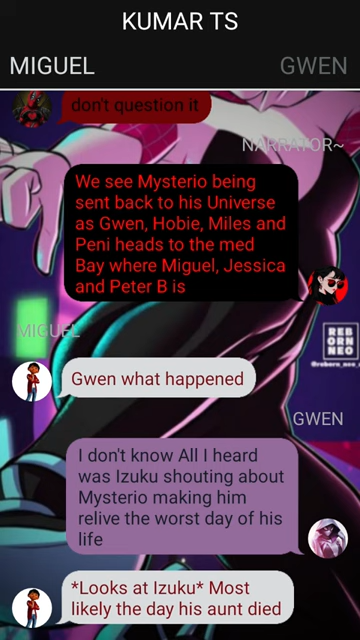 KUMAR TS
MIGUEL
GWEN
don't question it
NARRATOR~
We see Mysterio being
sent back to his Universe
as Gwen, Hobie, Miles and
Peni heads to the med
Bay where Miguel, Jessica
and Peter B is
MIGUEL
REB
ORN
NEO
Gwen what happened
GWEN
I don't know All I heard
was Izuku shouting about
Mysterio making him
relive the worst day of his
life
*Looks at Izuku* Most
likely the day his aunt died